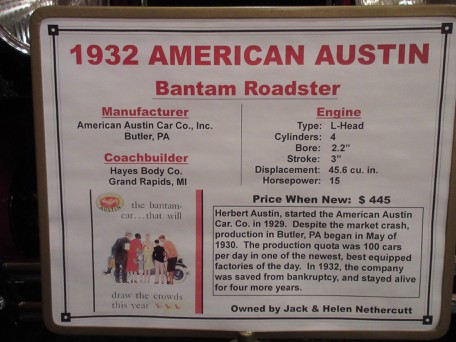 1932 AMERICAN AUSTIN
Bantam Roadster
Manufacturer
American Austin Car Co., Inc.
Butler, PA
Coachbuilder
Hayes Body Co.
Grand Rapids, MI
Engine
Type: L-Head
Cylinders: 4
Bore: 2.2"
Stroke: 3"
Displacement: 45.6 cu. in.
Horsepower: 15
AUSTIN
the bantam-
car...that will
draw the crowds
this year
Price When New: $ 445
Herbert Austin, started the American Austin
Car. Co. in 1929. Despite the market crash,
production in Butler, PA began in May of
1930. The production quota was 100 cars
per day in one of the newest, best equipped
factories of the day. In 1932, the company
was saved from bankruptcy, and stayed alive
for four more years.
Owned by Jack & Helen Nethercutt